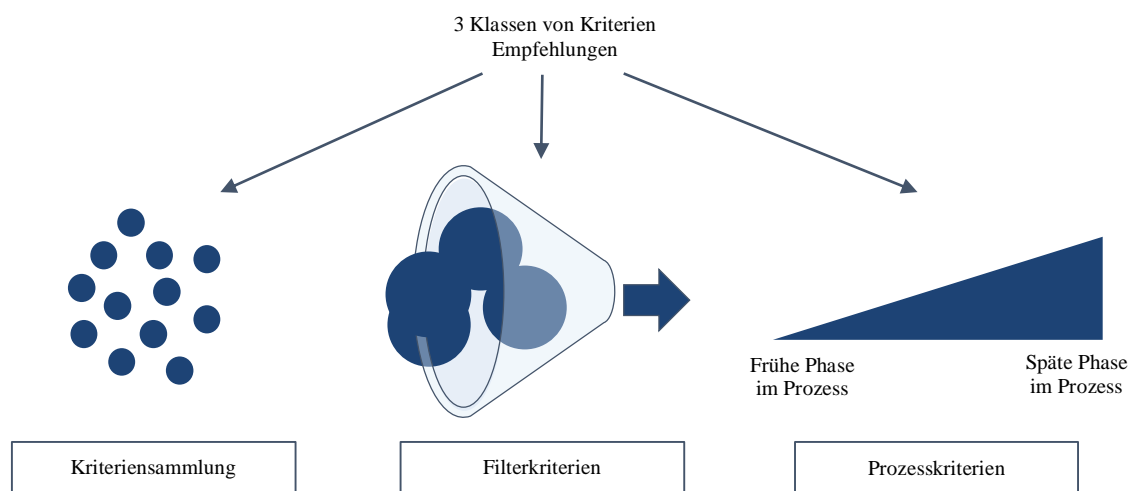 3 Klassen von Kriterien
Empfehlungen
Frühe Phase
im Prozess
Späte Phase
im Prozess
Kriteriensammlung
Filterkriterien
Prozesskriterien